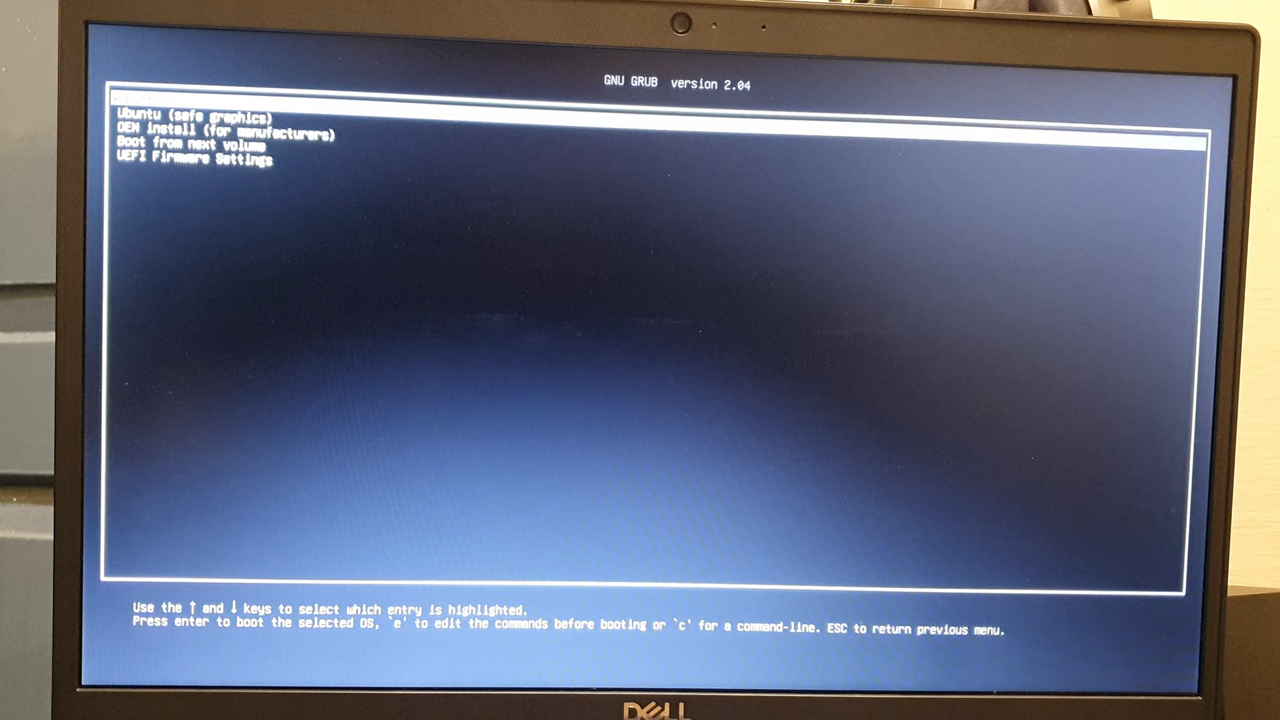 GNU GRUB version 2.04
Ubuntu (safe graphics)
OEM install (for manufacturers)
Boot from next volume
UEFI Firmware Settings
Use the ↑ and ↓ keys to select which entry is highlighted.
Press enter to boot the selected OS, `e' to edit the commands before booting or `c' for a command-line. ESC to return previous menu.
DELL